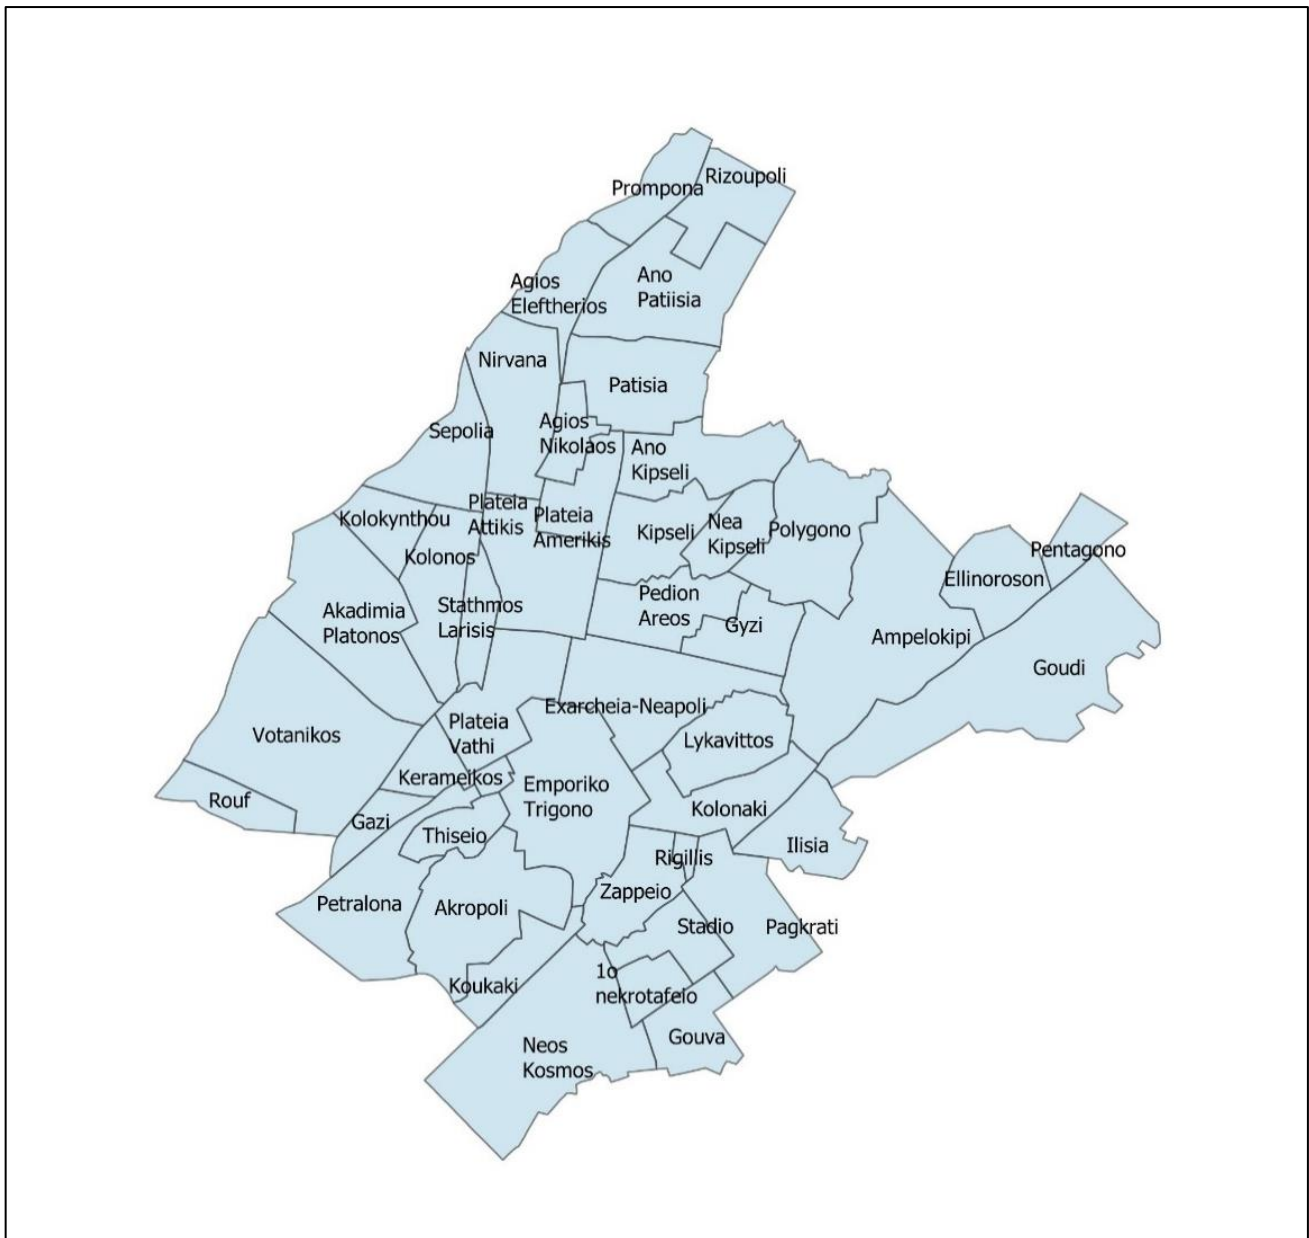 Rizoupoli
Prompona
Ano
Patiisia
Agios
Eleftherios
Nirvana
Patisia
Agios
Nikolaos
Sepolia
Ano
Kipseli
Plateia
Attikis
Plateia
Amerikis
Kolokynthou
Kipseli
Nea
Kipseli
Polygono
Kolonos
Pentagono
Ellinoroson
Akadimia
Platonos
Stathmos
Larisis
Pedion
Areos
Gyzi
Ampelokipi
Goudi
Exarcheia-Neapoli
Votanikos
Plateia
Vathi
Lykavittos
Kerameikos
Emporiko
Trigono
Rouf
Gazi
Thiseio
Kolonaki
Ilisia
Rigillis
Zappeio
Petralona
Akropoli
Stadio
Pagkrati
Koukaki
1o
nekrotafeio
Gouva
Neos
Kosmos